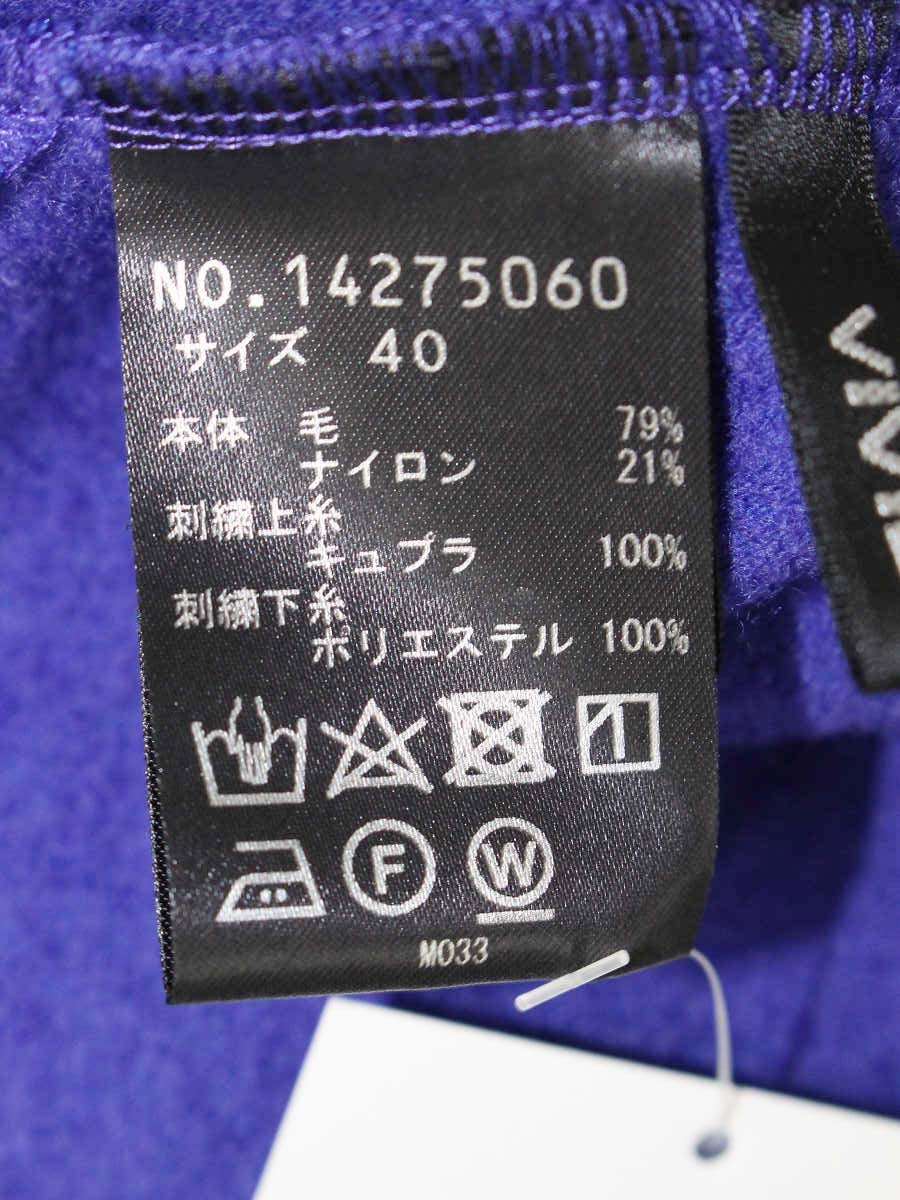 NO.14275060
サイズ 40
本体 毛 79%
ナイロン 21%
刺繍上糸
キュプラ 100%
刺繍下糸
ポリエステル 100%
F W
M033